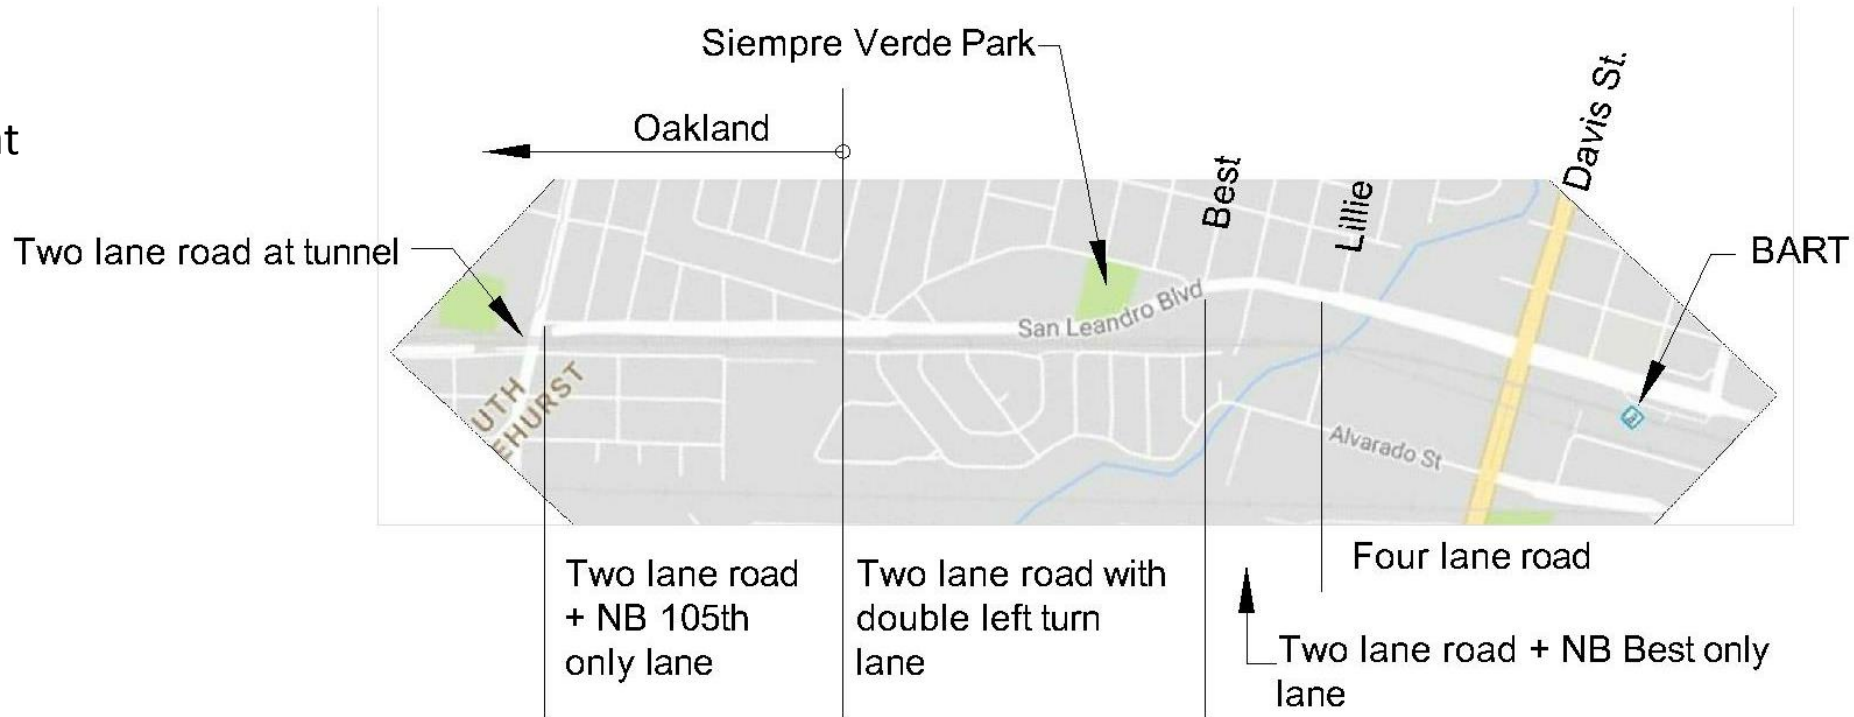 Siempre Verde Park
Oakland
Davis St.
Best
Lillie
Two lane road at tunnel
BART
San Leandro Blvd
UTH
EHURST
Alvarado St
Four lane road
Two lane road
+ NB 105th
only lane
Two lane road with
double left turn
lane
Two lane road + NB Best only
lane